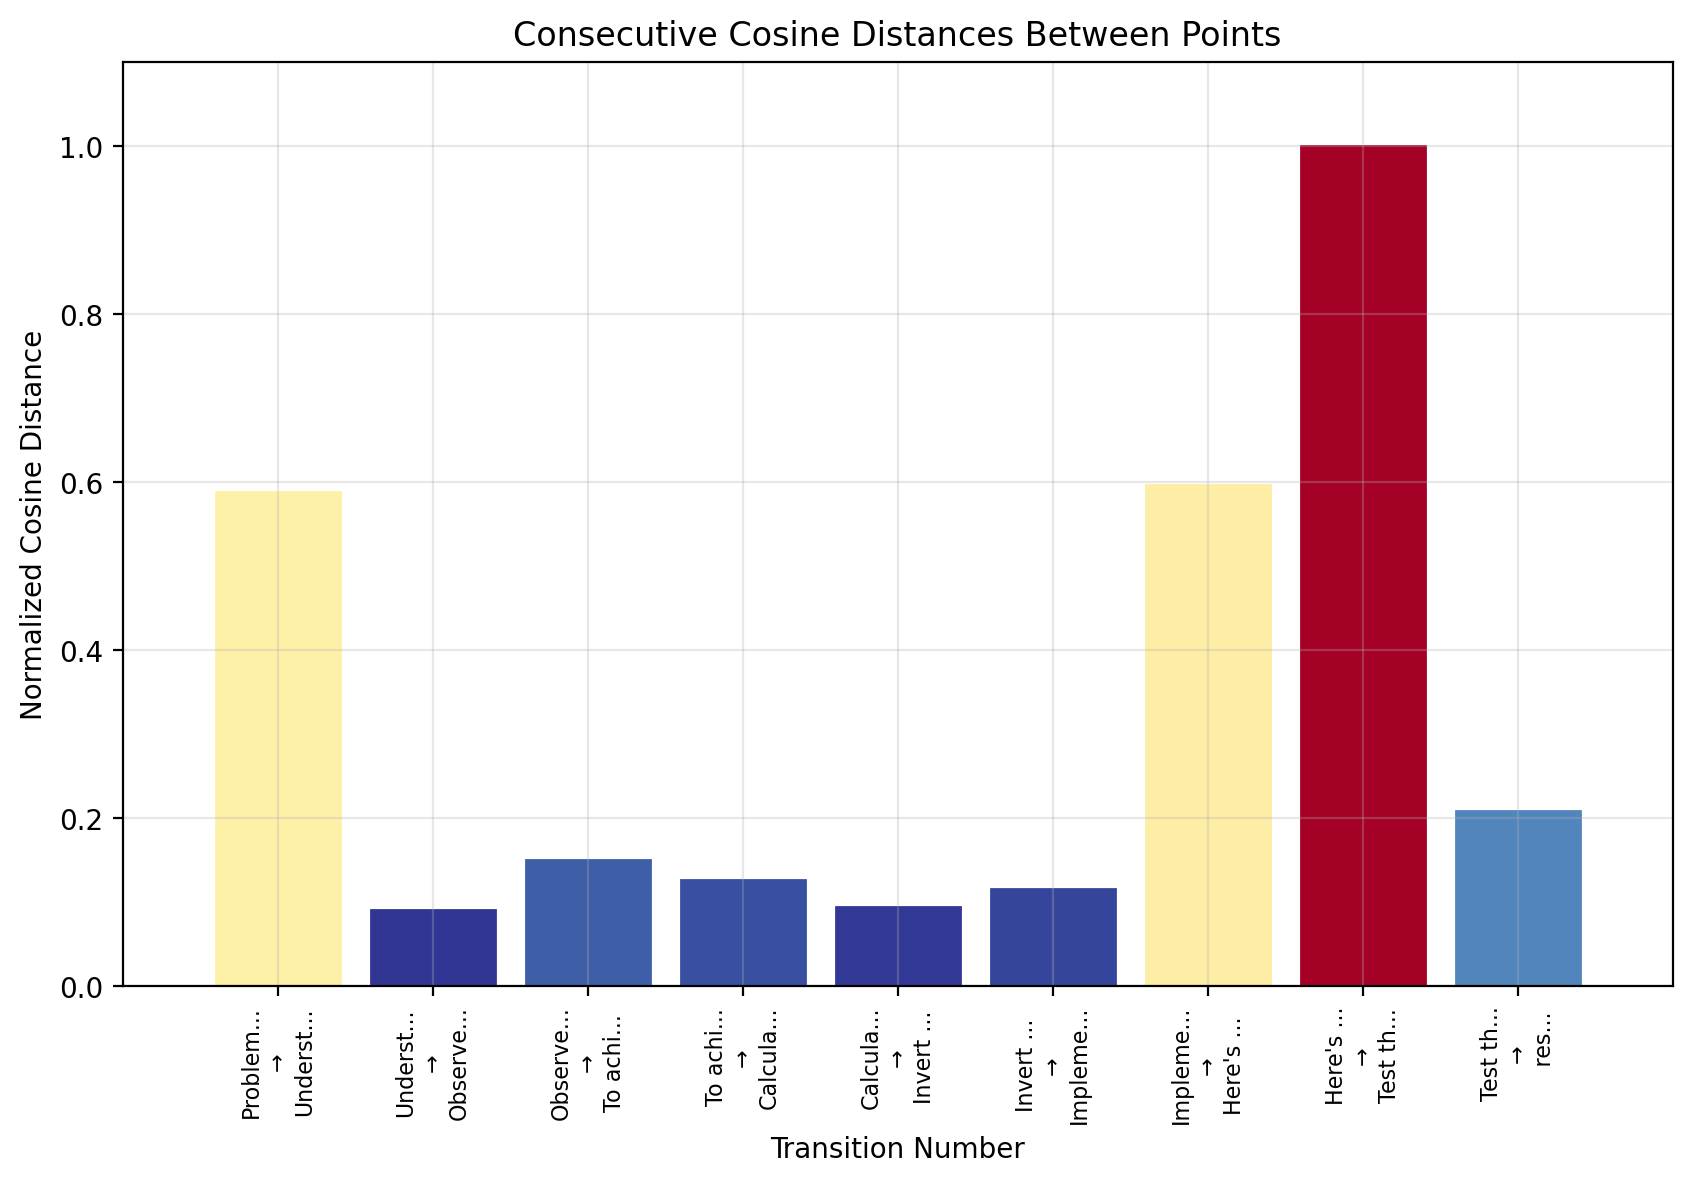 Consecutive Cosine Distances Between Points
Normalized Cosine Distance
1.0
0.8
0.6
0.4
0.2
0.0
Problem...
→
Underst...
Underst...
→
Observe...
Observe...
→
To achi...
To achi...
→
Calcula...
Calcula...
→
Invert ...
Invert ...
→
Impleme...
Impleme...
→
Here's ...
Here's ...
→
Test th...
Test th...
→
res...
Transition Number